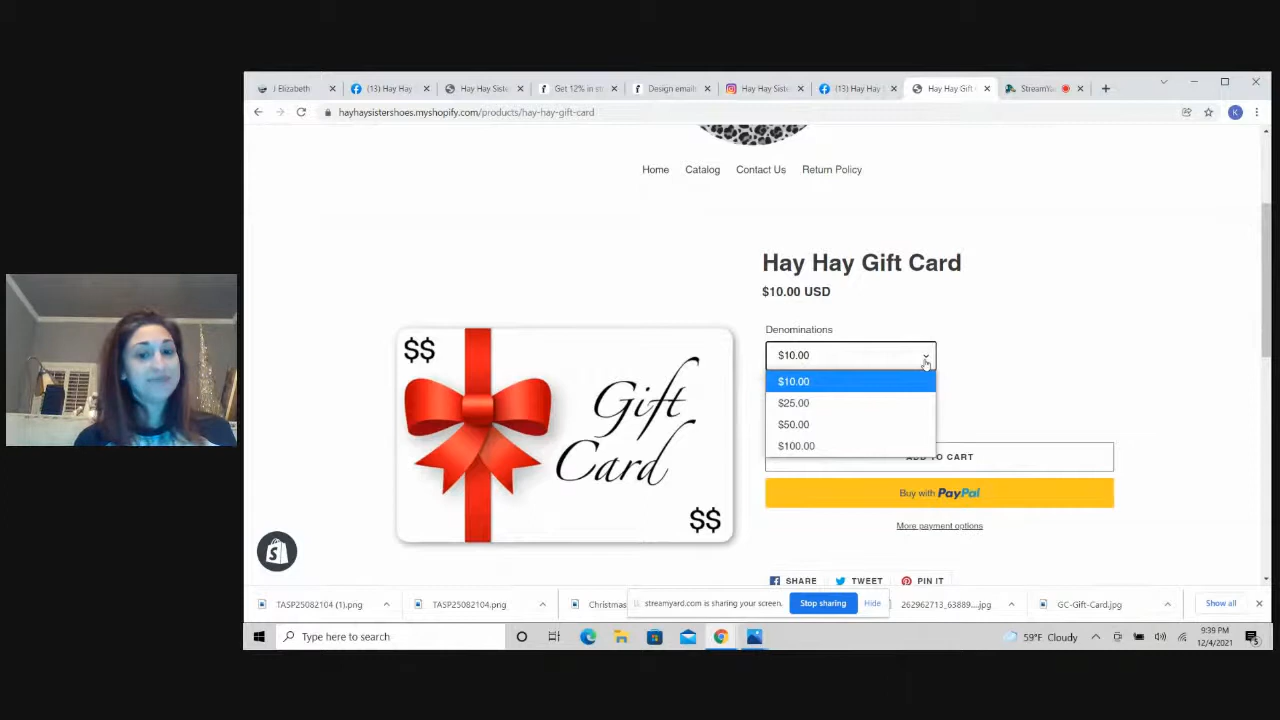 J Elizabeth
(13) Hay Hay
Hay Hay Siste
Get 12% in st
Design email
Hay Hay Siste
(13) Hay Hay
Hay Hay Gift
StreamYa
hayhaysistershoes.myshopify.com/products/hay-hay-gift-card
K
Home
Catalog
Contact Us
Return Policy
Hay Hay Gift Card
$10.00 USD
Denominations
$10.00
$10.00
$25.00
$50.00
$100.00
ADD TO CART
Buy with PayPal
More payment options
$$
Gift
Card
$$
SHARE
TWEET
PIN IT
TASP25082104 (1).png
TASP25082104.png
Christmas
streamyard.com is sharing your screen.
Stop sharing
Hide
262962713_63889...jpg
GC-Gift-Card.jpg
Show all
Type here to search
59°F Cloudy
9:39 PM
12/4/2021